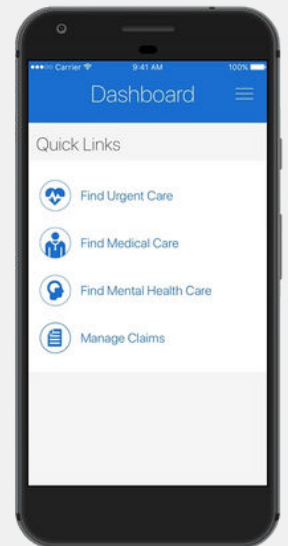 Carrier 9:41 AM 100%
Dashboard
Quick Links
Find Urgent Care
Find Medical Care
Find Mental Health Care
Manage Claims